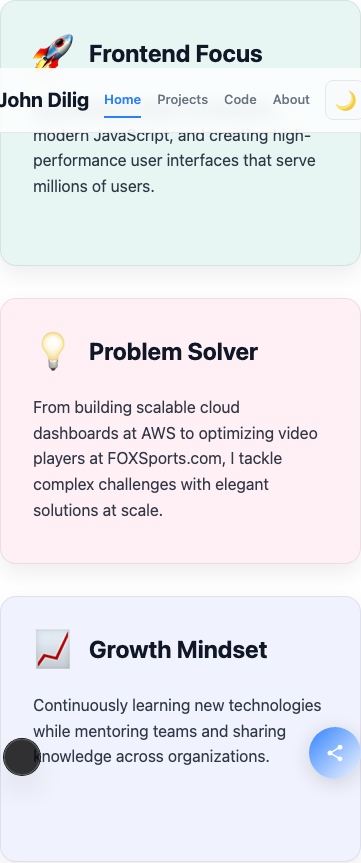 Frontend Focus
John Dilig Home Projects Code About
modern JavaScript, and creating high-
performance user interfaces that serve
millions of users.
Problem Solver
From building scalable cloud
dashboards at AWS to optimizing video
players at FOXSports.com, I tackle
complex challenges with elegant
solutions at scale.
Growth Mindset
Continuously learning new technologies
while mentoring teams and sharing
knowledge across organizations.